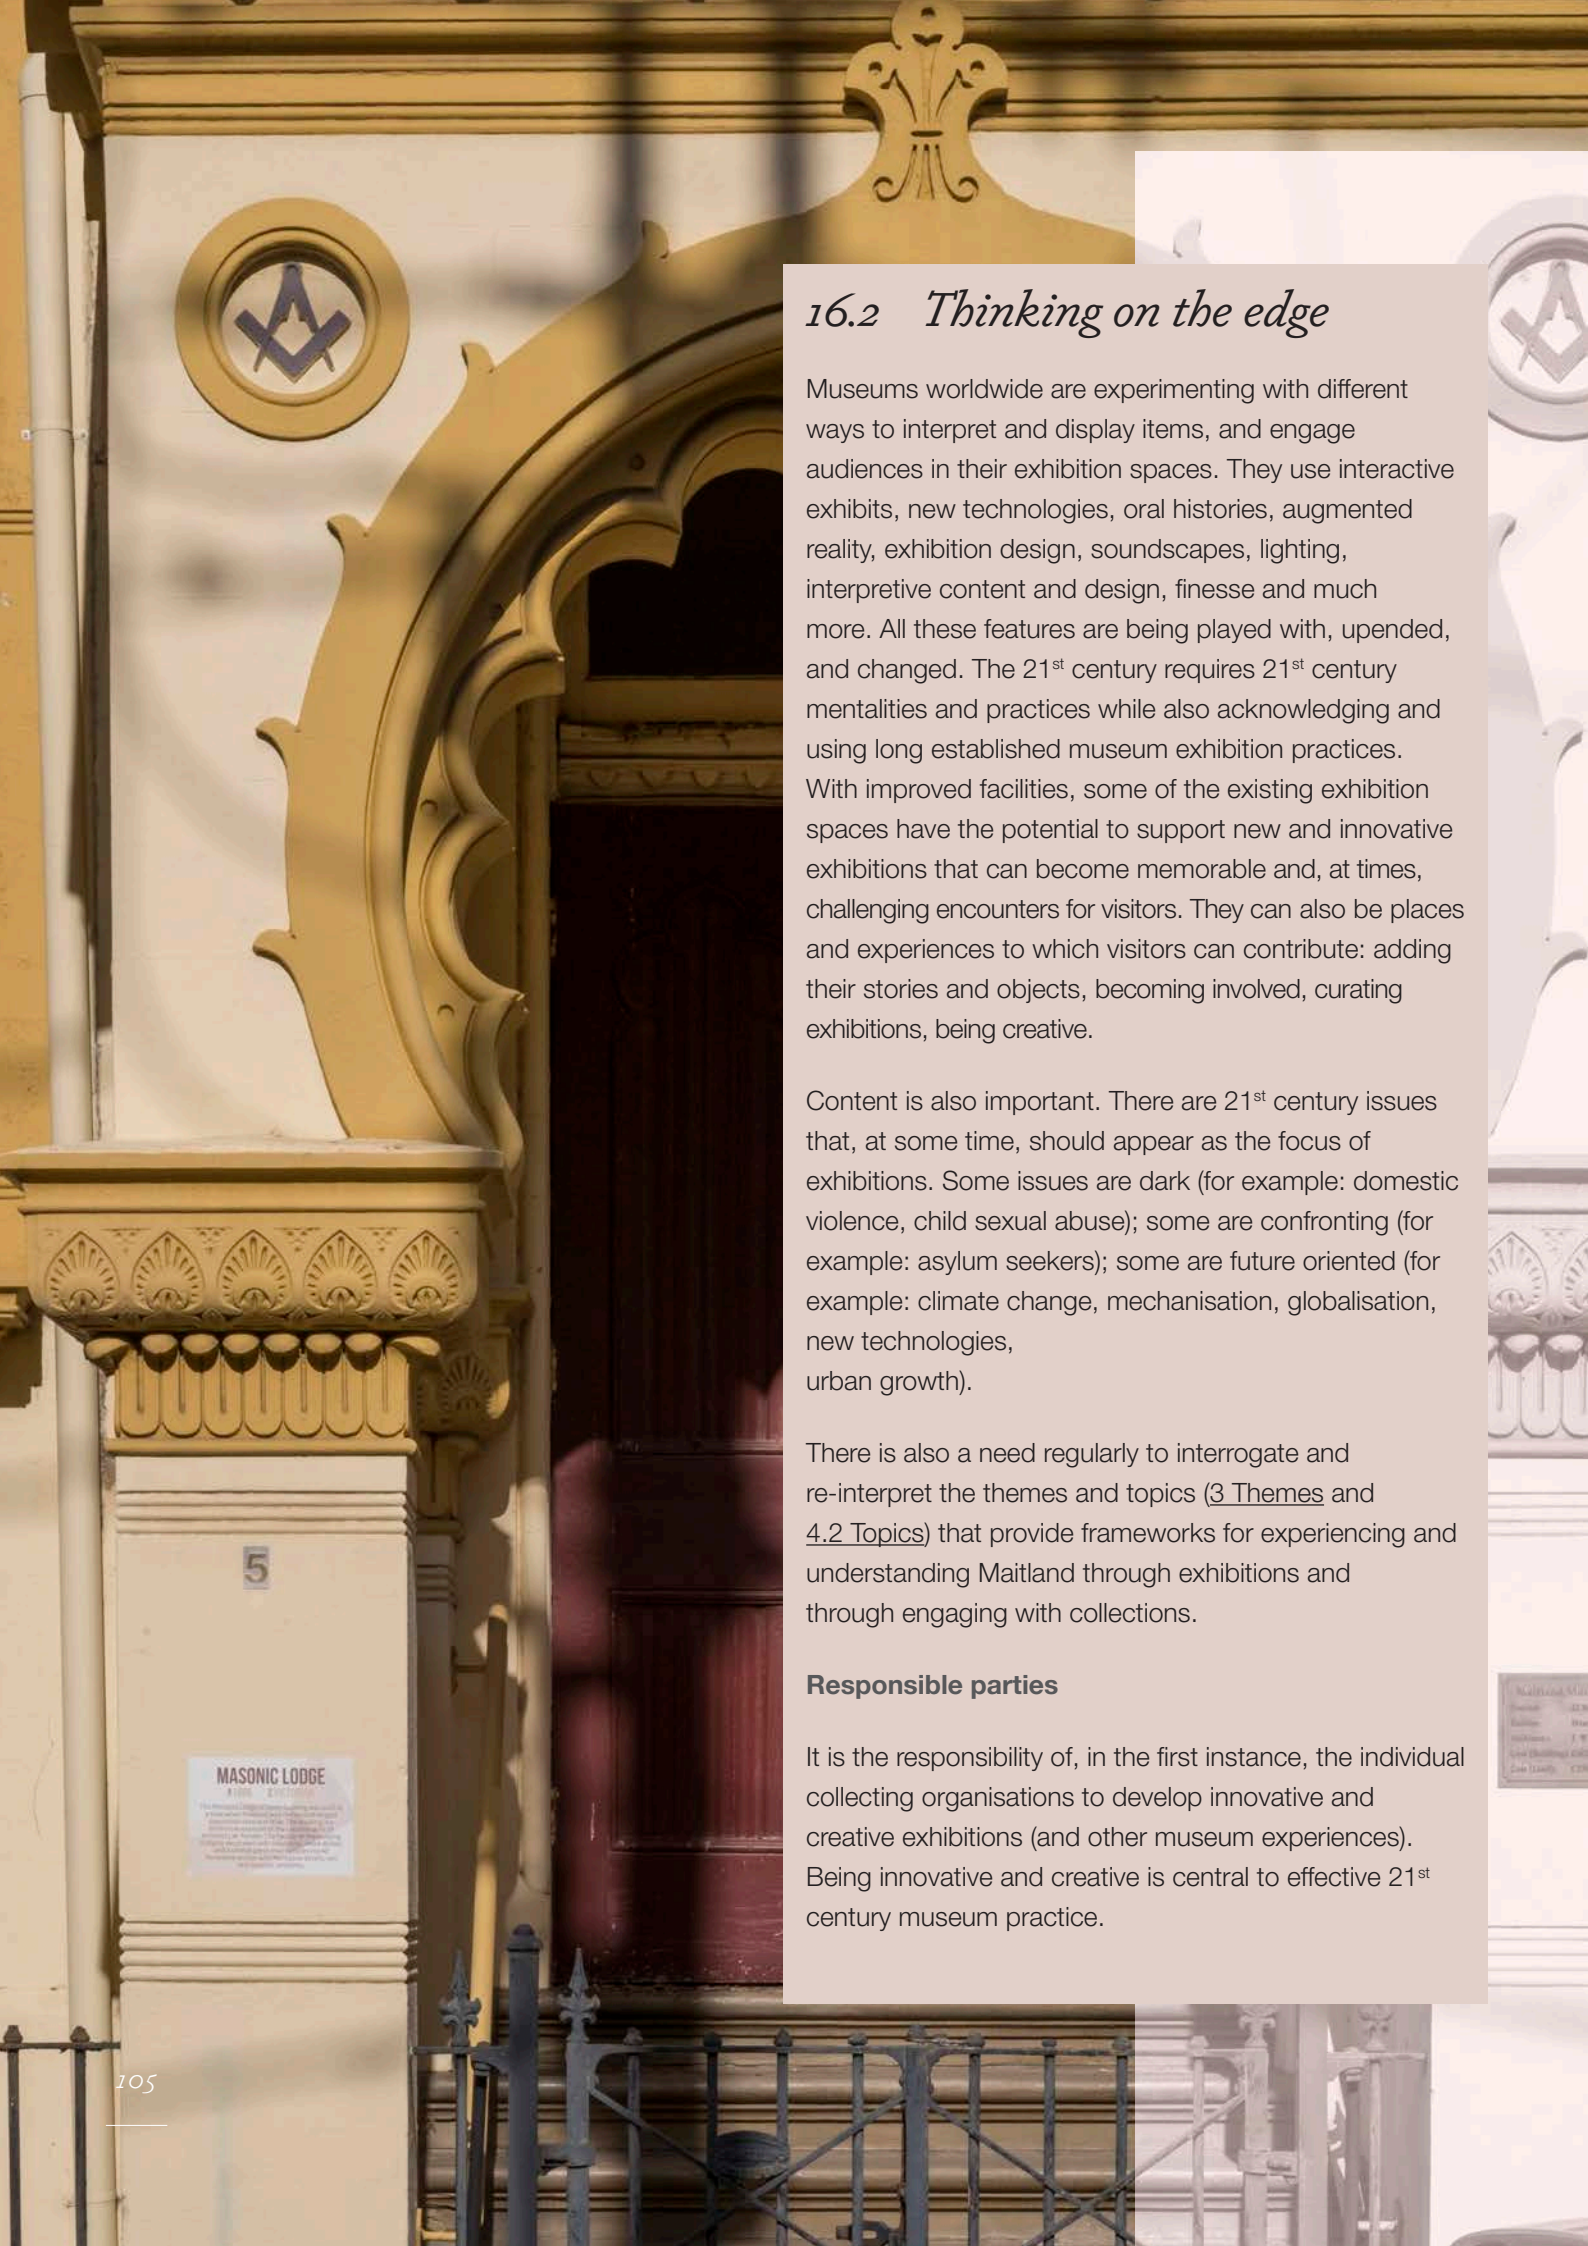 16.2 Thinking on the edge
Museums worldwide are experimenting with different
ways to interpret and display items, and engage
audiences in their exhibition spaces. They use interactive
exhibits, new technologies, oral histories, augmented
reality, exhibition design, soundscapes, lighting,
interpretive content and design, finesse and much
more. All these features are being played with, upended,
and changed. The 21st century requires 21st century
mentalities and practices while also acknowledging and
using long established museum exhibition practices.
With improved facilities, some of the existing exhibition
spaces have the potential to support new and innovative
exhibitions that can become memorable and, at times,
challenging encounters for visitors. They can also be places
and experiences to which visitors can contribute: adding
their stories and objects, becoming involved, curating
exhibitions, being creative.
Content is also important. There are 21st century issues
that, at some time, should appear as the focus of
exhibitions. Some issues are dark (for example: domestic
violence, child sexual abuse); some are confronting (for
example: asylum seekers); some are future oriented (for
example: climate change, mechanisation, globalisation,
new technologies,
urban growth).
There is also a need regularly to interrogate and
re-interpret the themes and topics (3 Themes and
4.2 Topics) that provide frameworks for experiencing and
understanding Maitland through exhibitions and
through engaging with collections.
Responsible parties
It is the responsibility of, in the first instance, the individual
collecting organisations to develop innovative and
creative exhibitions (and other museum experiences).
Being innovative and creative is central to effective 21st
century museum practice.
5
MASONIC LODGE
105